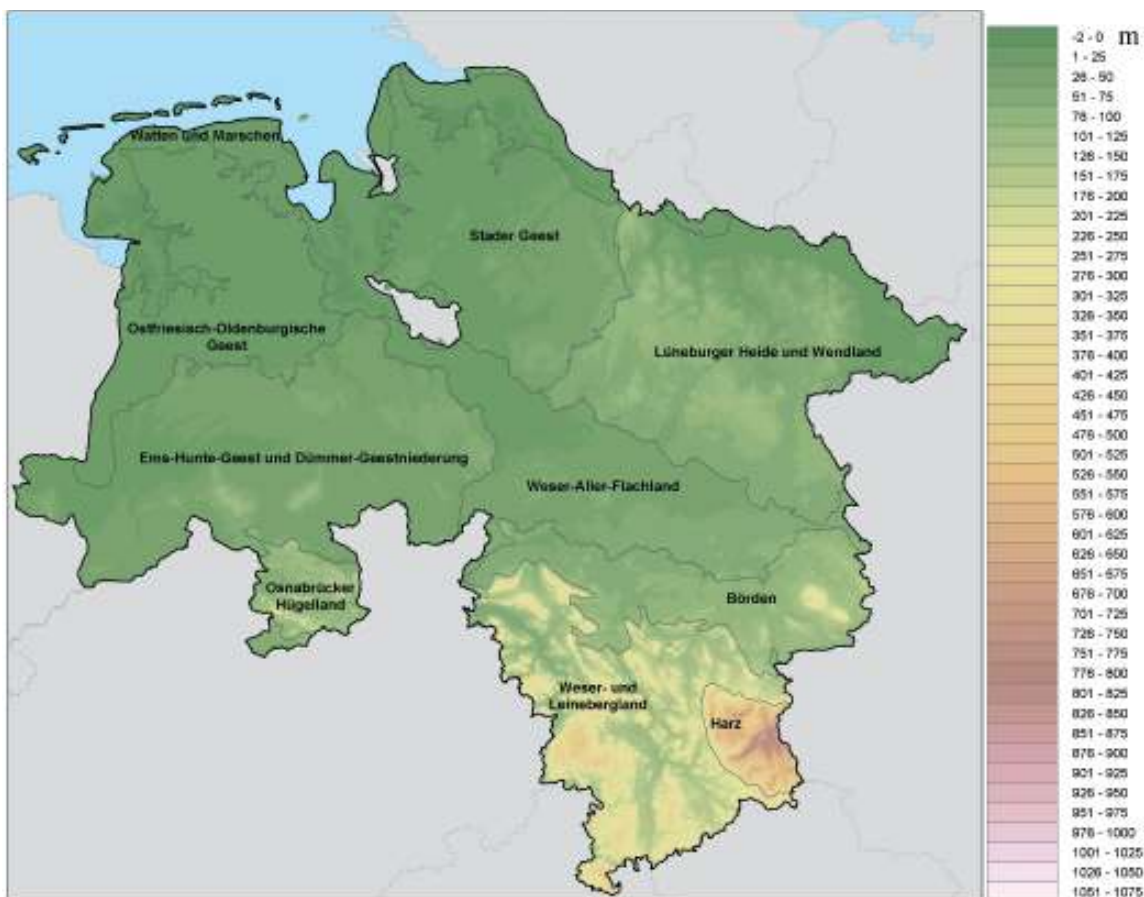 Watten und Marschen
Stader Geest
Ostfriesisch-Oldenburgische
Geest
Lüneburger Heide und Wendland
Ems-Hunte-Geest und Dümmer-Geestniederung
Weser-Aller-Flachland
Osnabrücker
Hügelland
Börden
Weser- und
Leinebergland
Harz
m
-2 - 0
1 - 25
26 - 50
51 - 75
76 - 100
101 - 125
126 - 150
151 - 175
176 - 200
201 - 225
226 - 250
251 - 275
276 - 300
301 - 325
326 - 350
351 - 375
376 - 400
401 - 425
426 - 450
451 - 475
476 - 500
501 - 525
526 - 550
551 - 575
576 - 600
601 - 625
626 - 650
651 - 675
676 - 700
701 - 725
726 - 750
751 - 775
776 - 800
801 - 825
826 - 850
851 - 875
876 - 900
901 - 925
926 - 950
951 - 975
976 - 1000
1001 - 1025
1026 - 1050
1051 - 1075